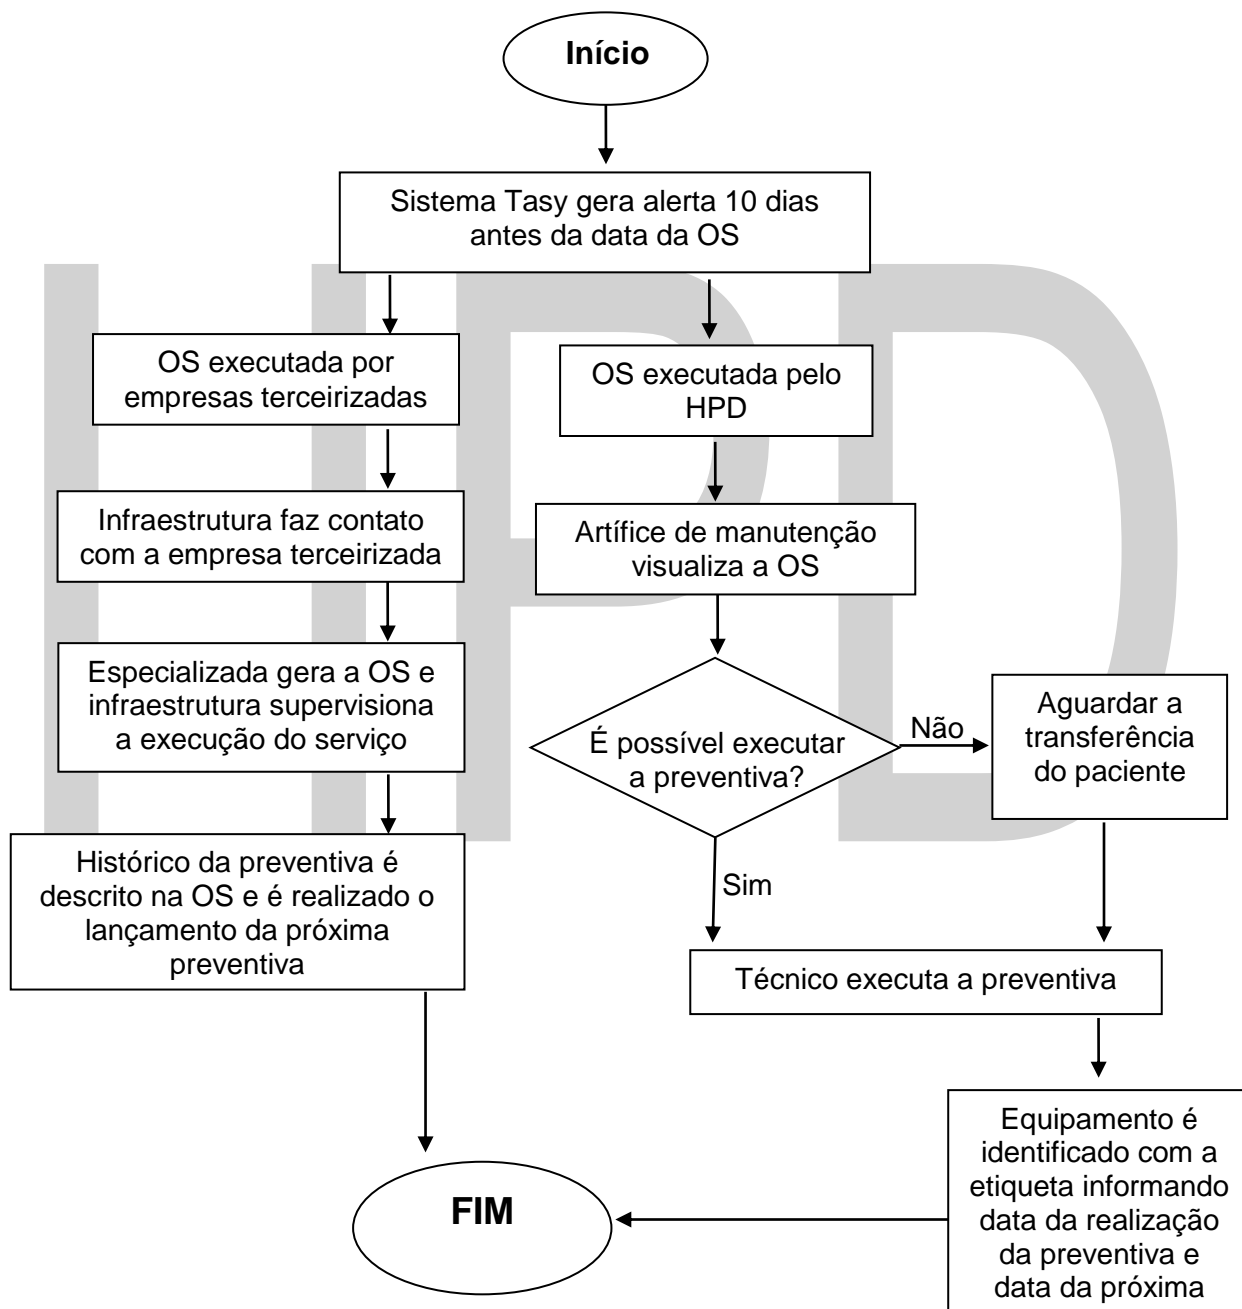 Início
Sistema Tasy gera alerta 10 dias
antes da data da OS
OS executada por
empresas terceirizadas
OS executada pelo
HPD
Infraestrutura faz contato
com a empresa terceirizada
Artífice de manutenção
visualiza a OS
Especializada gera a OS e
infraestrutura supervisiona
a execução do serviço
É possível executar
a preventiva?
Não
Aguardar a
transferência
do paciente
Sim
Histórico da preventiva é
descrito na OS e é realizado o
lançamento da próxima
preventiva
Técnico executa a preventiva
Equipamento é
identificado com a
etiqueta informando
data da realização
da preventiva e
data da próxima
FIM
HPD